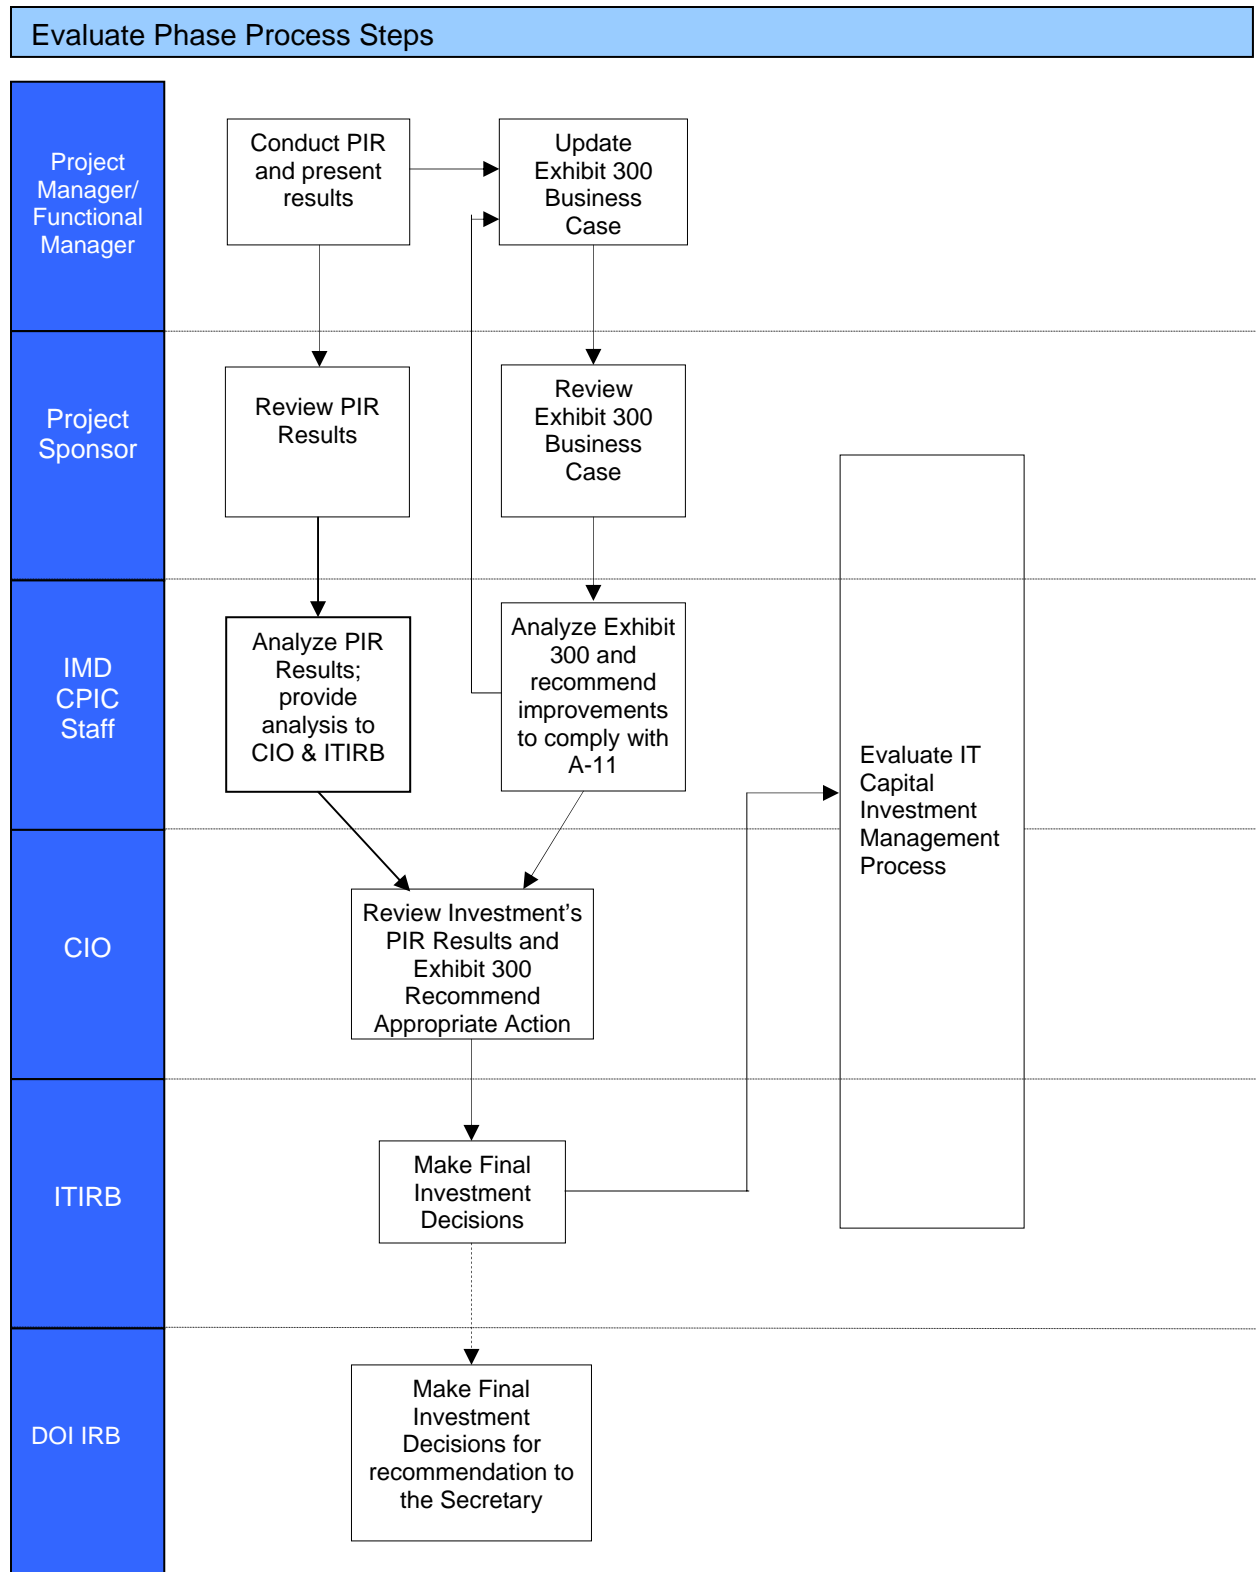 Evaluate Phase Process Steps
Project
Manager/
Functional
Manager
Conduct PIR
and present
results
Update
Exhibit 300
Business
Case
Project
Sponsor
Review PIR
Results
Review
Exhibit 300
Business
Case
IMD
CPIC
Staff
Analyze PIR
Results;
provide
analysis to
CIO & ITIRB
Analyze Exhibit
300 and
recommend
improvements
to comply with
A-11
Evaluate IT
Capital
Investment
Management
Process
CIO
Review Investment’s
PIR Results and
Exhibit 300
Recommend
Appropriate Action
ITIRB
Make Final
Investment
Decisions
DOI IRB
Make Final
Investment
Decisions for
recommendation to
the Secretary